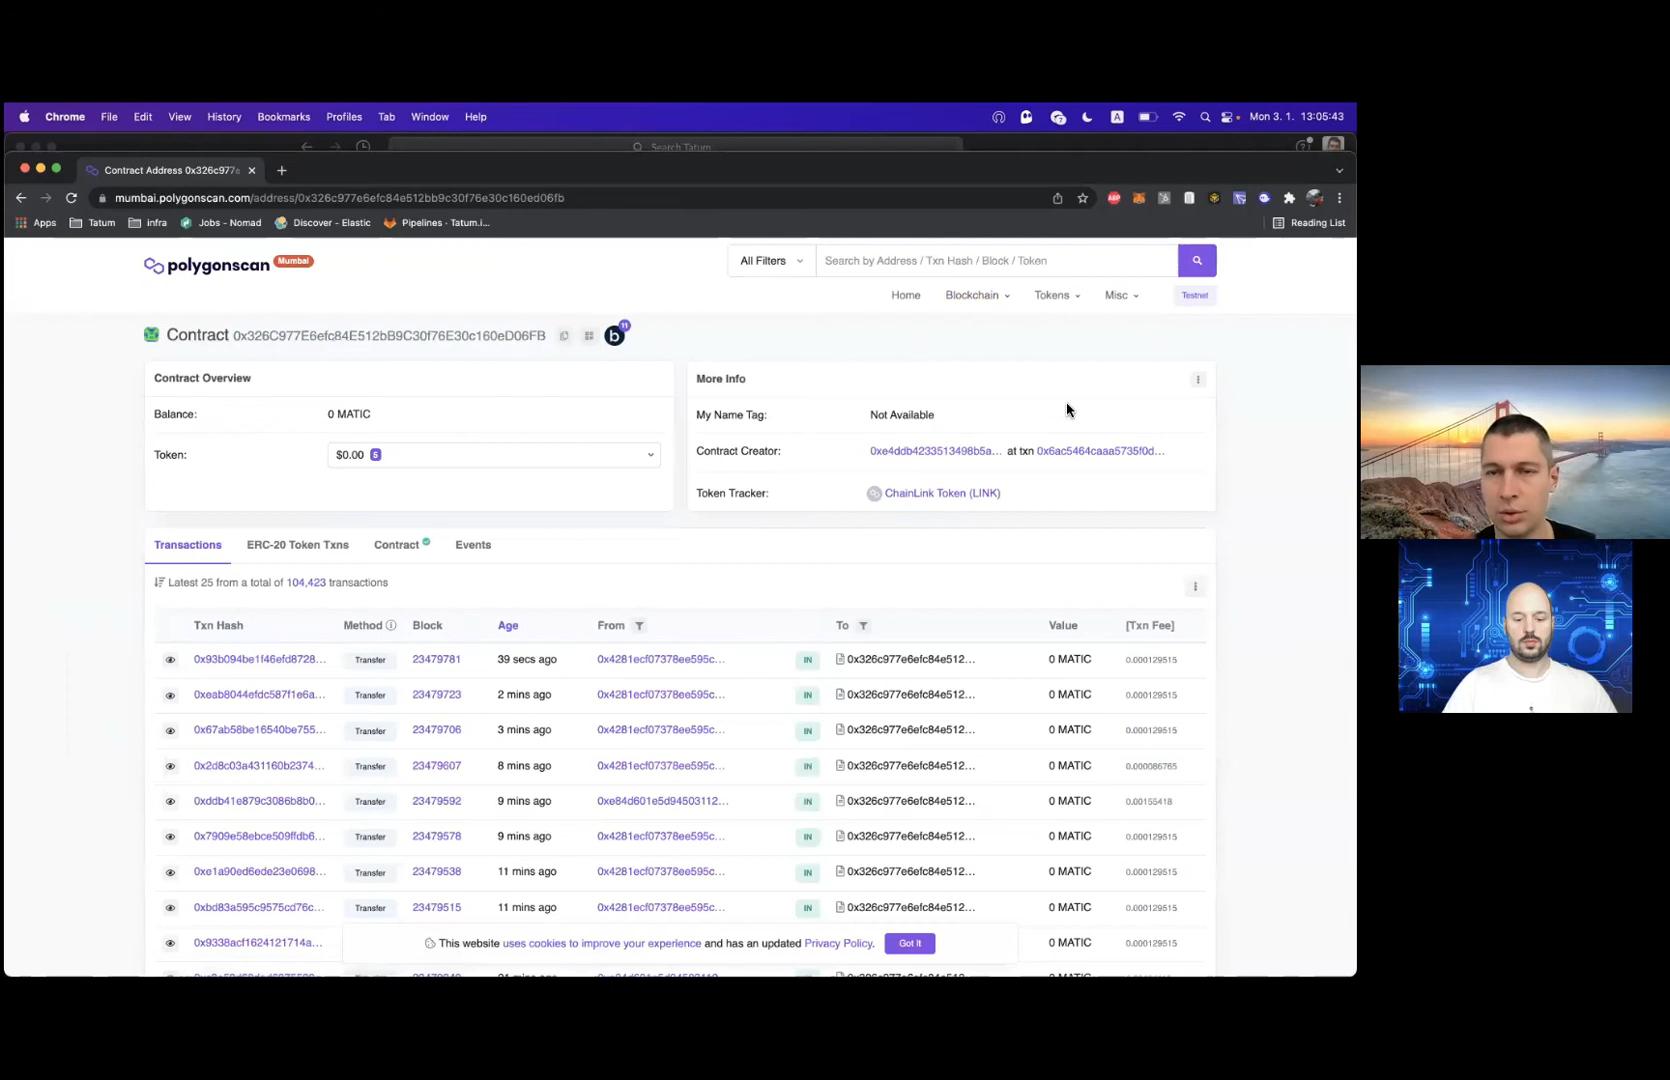 Chrome File Edit View History Bookmarks Profiles Tab Window Help A Mon 3. 1. 13:05:43
Search Tatum
Contract Address 0x326c977e
mumbai.polygonscan.com/address/0x326c977e6efc84e512bb9c30f76e30c160ed06fb ABP
Apps Tatum infra Jobs - Nomad Discover - Elastic Pipelines · Tatum.i... Reading List
polygonscan Mumbai All Filters Search by Address / Txn Hash / Block / Token
Home Blockchain Tokens Misc Testnet
Contract 0x326C977E6efc84E512bB9C30f76E30c160eD06FB b 11
Contract Overview
Balance: 0 MATIC
Token: $0.00 5
More Info
My Name Tag: Not Available
Contract Creator: 0xe4ddb4233513498b5a... at txn 0x6ac5464caaa5735f0d...
Token Tracker: ChainLink Token (LINK)
Transactions ERC-20 Token Txns Contract Events
Latest 25 from a total of 104,423 transactions
Txn Hash Method Block Age From To Value [Txn Fee]
0x93b094be1f46efd8728... Transfer 23479781 39 secs ago 0x4281ecf07378ee595c... IN 0x326c977e6efc84e512... 0 MATIC 0.000129515
0xeab8044efdc587f1e6a... Transfer 23479723 2 mins ago 0x4281ecf07378ee595c... IN 0x326c977e6efc84e512... 0 MATIC 0.000129515
0x67ab58be16540be755... Transfer 23479706 3 mins ago 0x4281ecf07378ee595c... IN 0x326c977e6efc84e512... 0 MATIC 0.000129515
0x2d8c03a431160b2374... Transfer 23479607 8 mins ago 0x4281ecf07378ee595c... IN 0x326c977e6efc84e512... 0 MATIC 0.000086765
0xddb41e879c3086b8b0... Transfer 23479592 9 mins ago 0xe84d601e5d94503112... IN 0x326c977e6efc84e512... 0 MATIC 0.00155418
0x7909e58ebce509ffdb6... Transfer 23479578 9 mins ago 0x4281ecf07378ee595c... IN 0x326c977e6efc84e512... 0 MATIC 0.000129515
0xe1a90ed6ede23e0698... Transfer 23479538 11 mins ago 0x4281ecf07378ee595c... IN 0x326c977e6efc84e512... 0 MATIC 0.000129515
0xbd83a595c9575cd76c... Transfer 23479515 11 mins ago 0x4281ecf07378ee595c... IN 0x326c977e6efc84e512... 0 MATIC 0.000129515
0x9338acf1624121714a... 0 MATIC
This website uses cookies to improve your experience and has an updated Privacy Policy. Got It